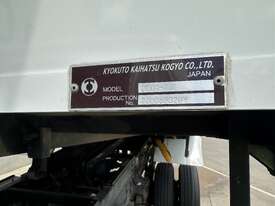 KYOKUTO KAIHATSU KOGYO CO.,LTD.
JAPAN
MODEL
PRODUCTION
No.